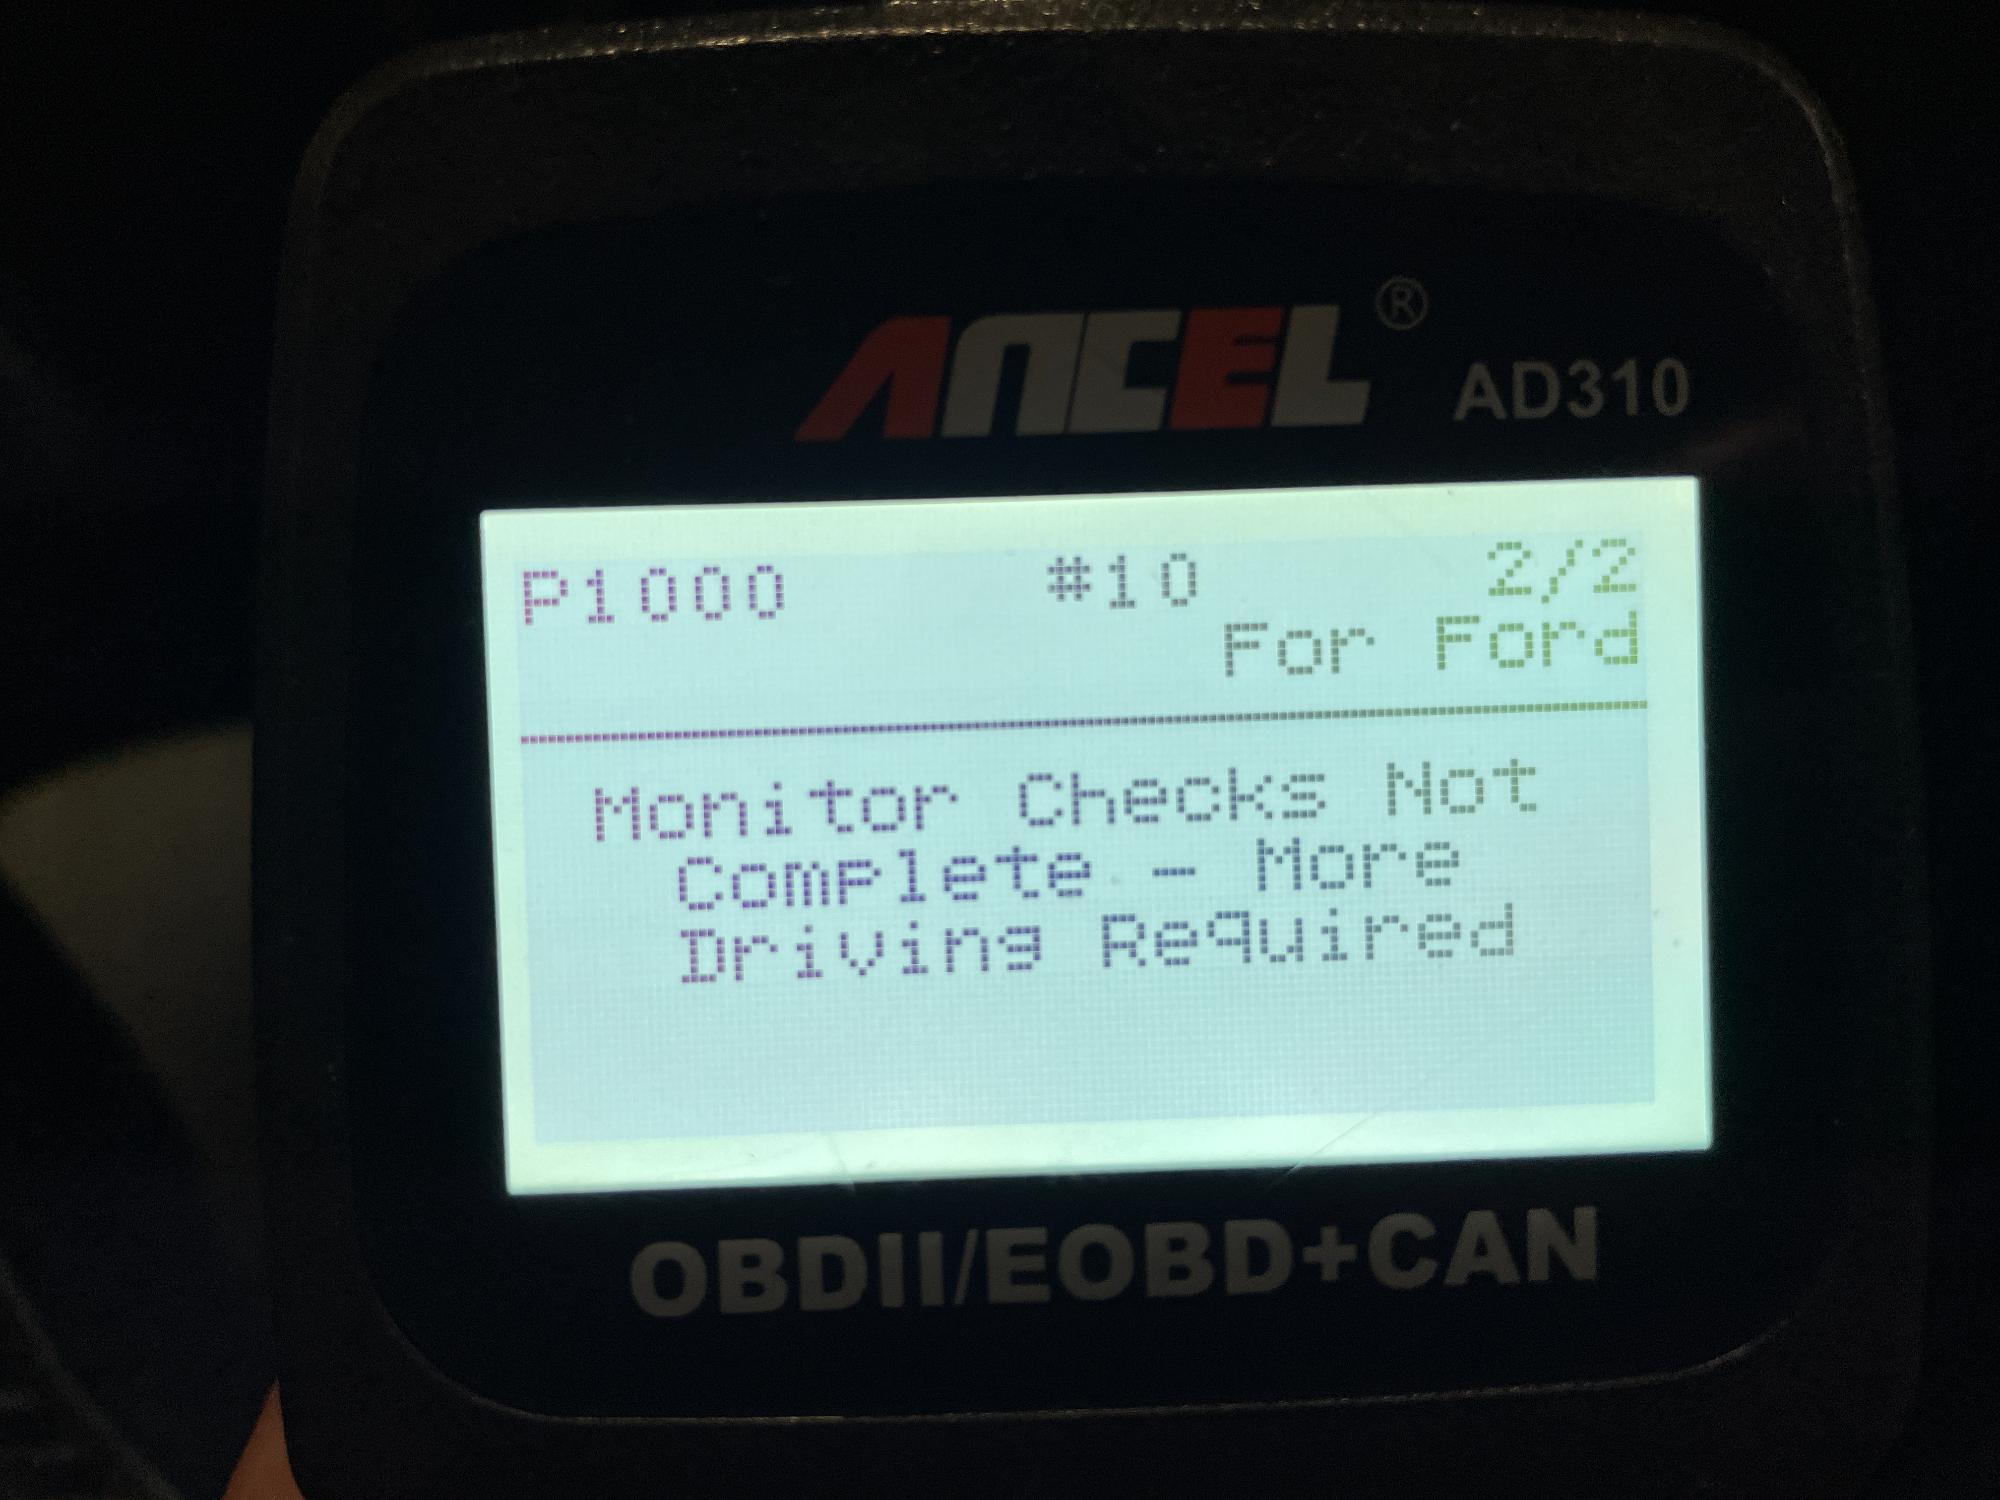 ANCEL®
AD310
P1000 #10 2/2
For Ford
Monitor Checks Not
Complete - More
Driving Required
OBDII/EOBD+CAN